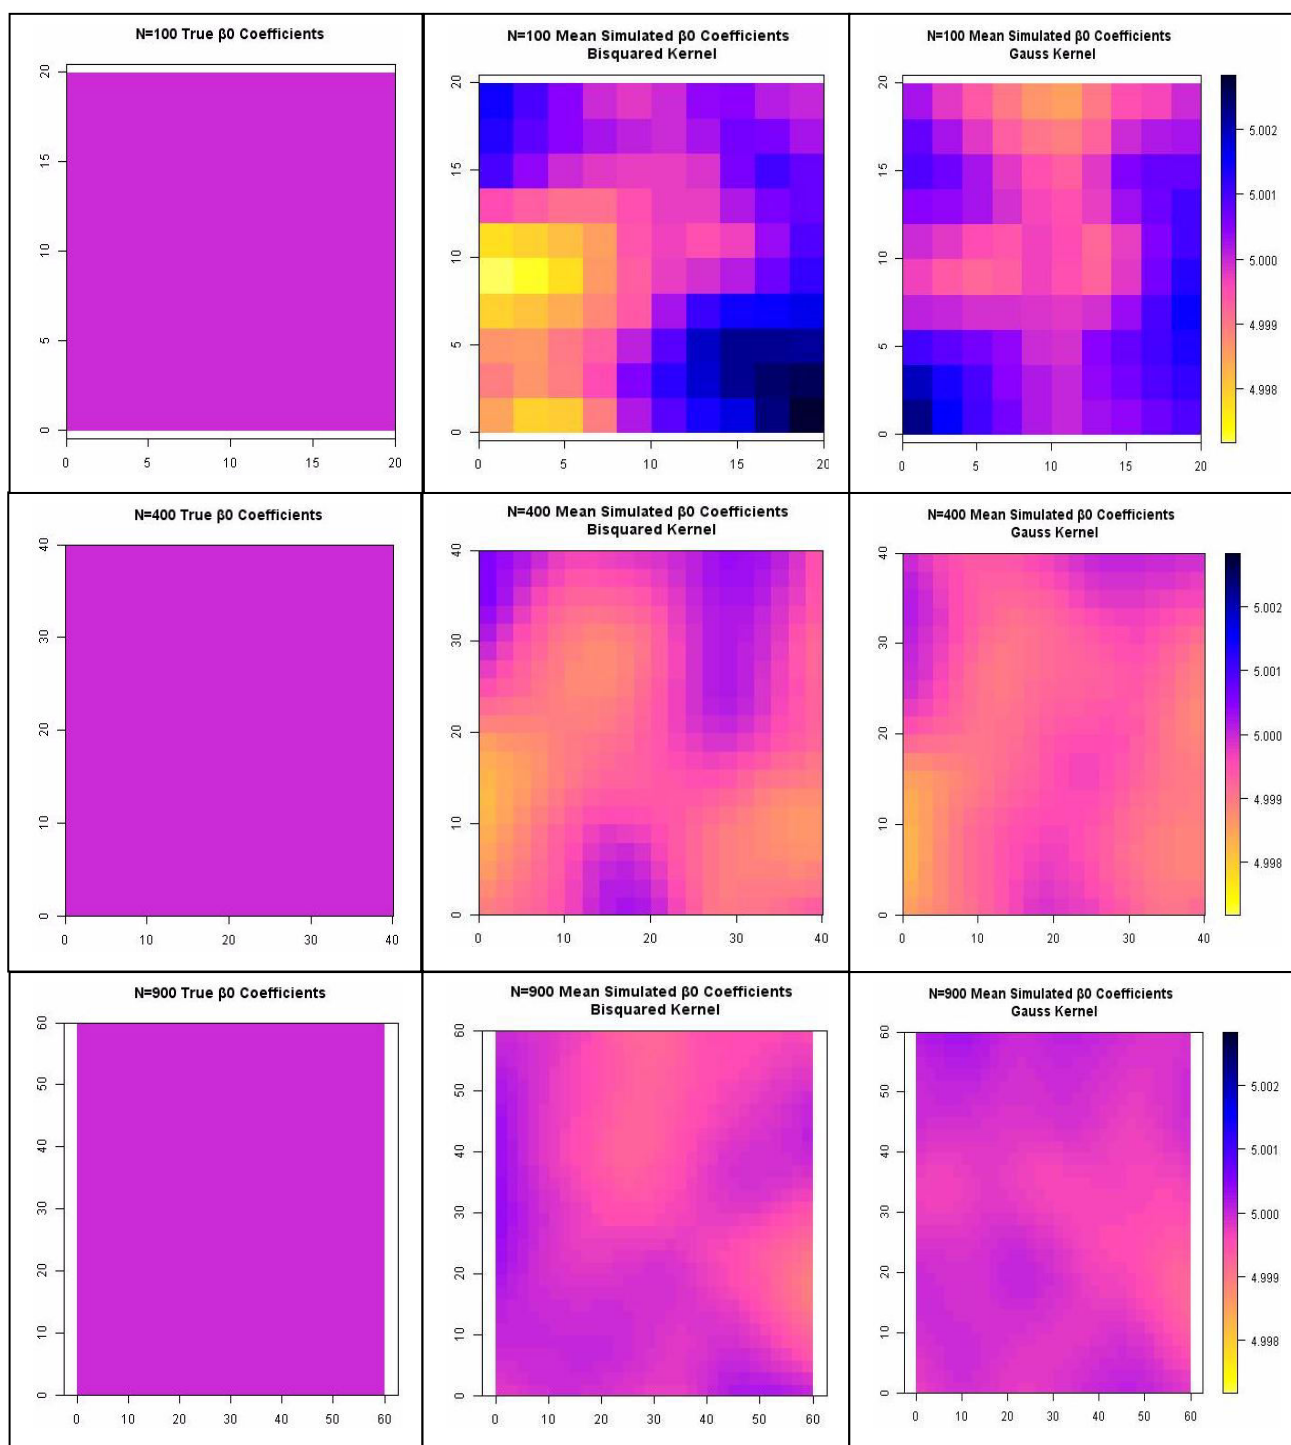 N=100 True β0 Coefficients
20
15
10
5
0
0 5 10 15 20
N=100 Mean Simulated β0 Coefficients
Bisquared Kernel
20
15
10
5
0
0 5 10 15 20
N=100 Mean Simulated β0 Coefficients
Gauss Kernel
20
15
10
5
0
0 5 10 15 20
5.002
5.001
5.000
4.999
4.998
N=400 True β0 Coefficients
40
30
20
10
0
0 10 20 30 40
N=400 Mean Simulated β0 Coefficients
Bisquared Kernel
40
30
20
10
0
0 10 20 30 40
N=400 Mean Simulated β0 Coefficients
Gauss Kernel
40
30
20
10
0
0 10 20 30 40
5.002
5.001
5.000
4.999
4.998
N=900 True β0 Coefficients
60
50
40
30
20
10
0
0 10 20 30 40 50 60
N=900 Mean Simulated β0 Coefficients
Bisquared Kernel
60
50
40
30
20
10
0
0 10 20 30 40 50 60
N=900 Mean Simulated β0 Coefficients
Gauss Kernel
60
50
40
30
20
10
0
0 10 20 30 40 50 60
5.002
5.001
5.000
4.999
4.998